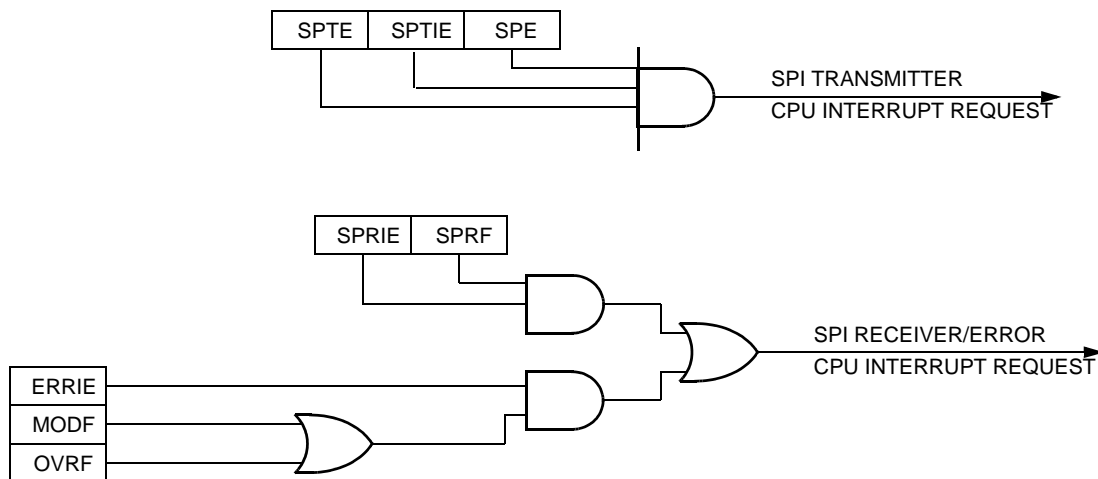 SPTE SPTIE SPE
SPI TRANSMITTER
CPU INTERRUPT REQUEST
SPRIE SPRF
SPI RECEIVER/ERROR
CPU INTERRUPT REQUEST
ERRIE
MODF
OVRF